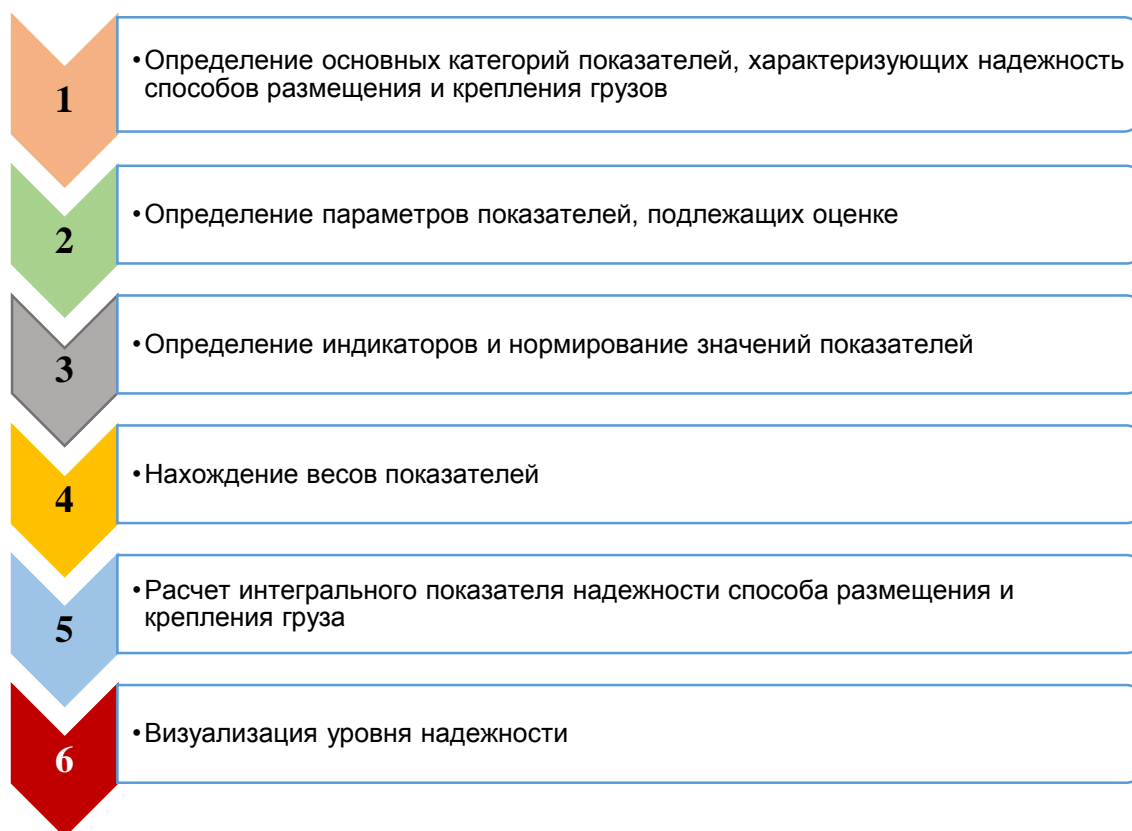 1
•Определение основных категорий показателей, характеризующих надежность
способов размещения и крепления грузов
2
•Определение параметров показателей, подлежащих оценке
3
•Определение индикаторов и нормирование значений показателей
4
•Нахождение весов показателей
5
•Расчет интегрального показателя надежности способа размещения и
крепления груза
6
•Визуализация уровня надежности